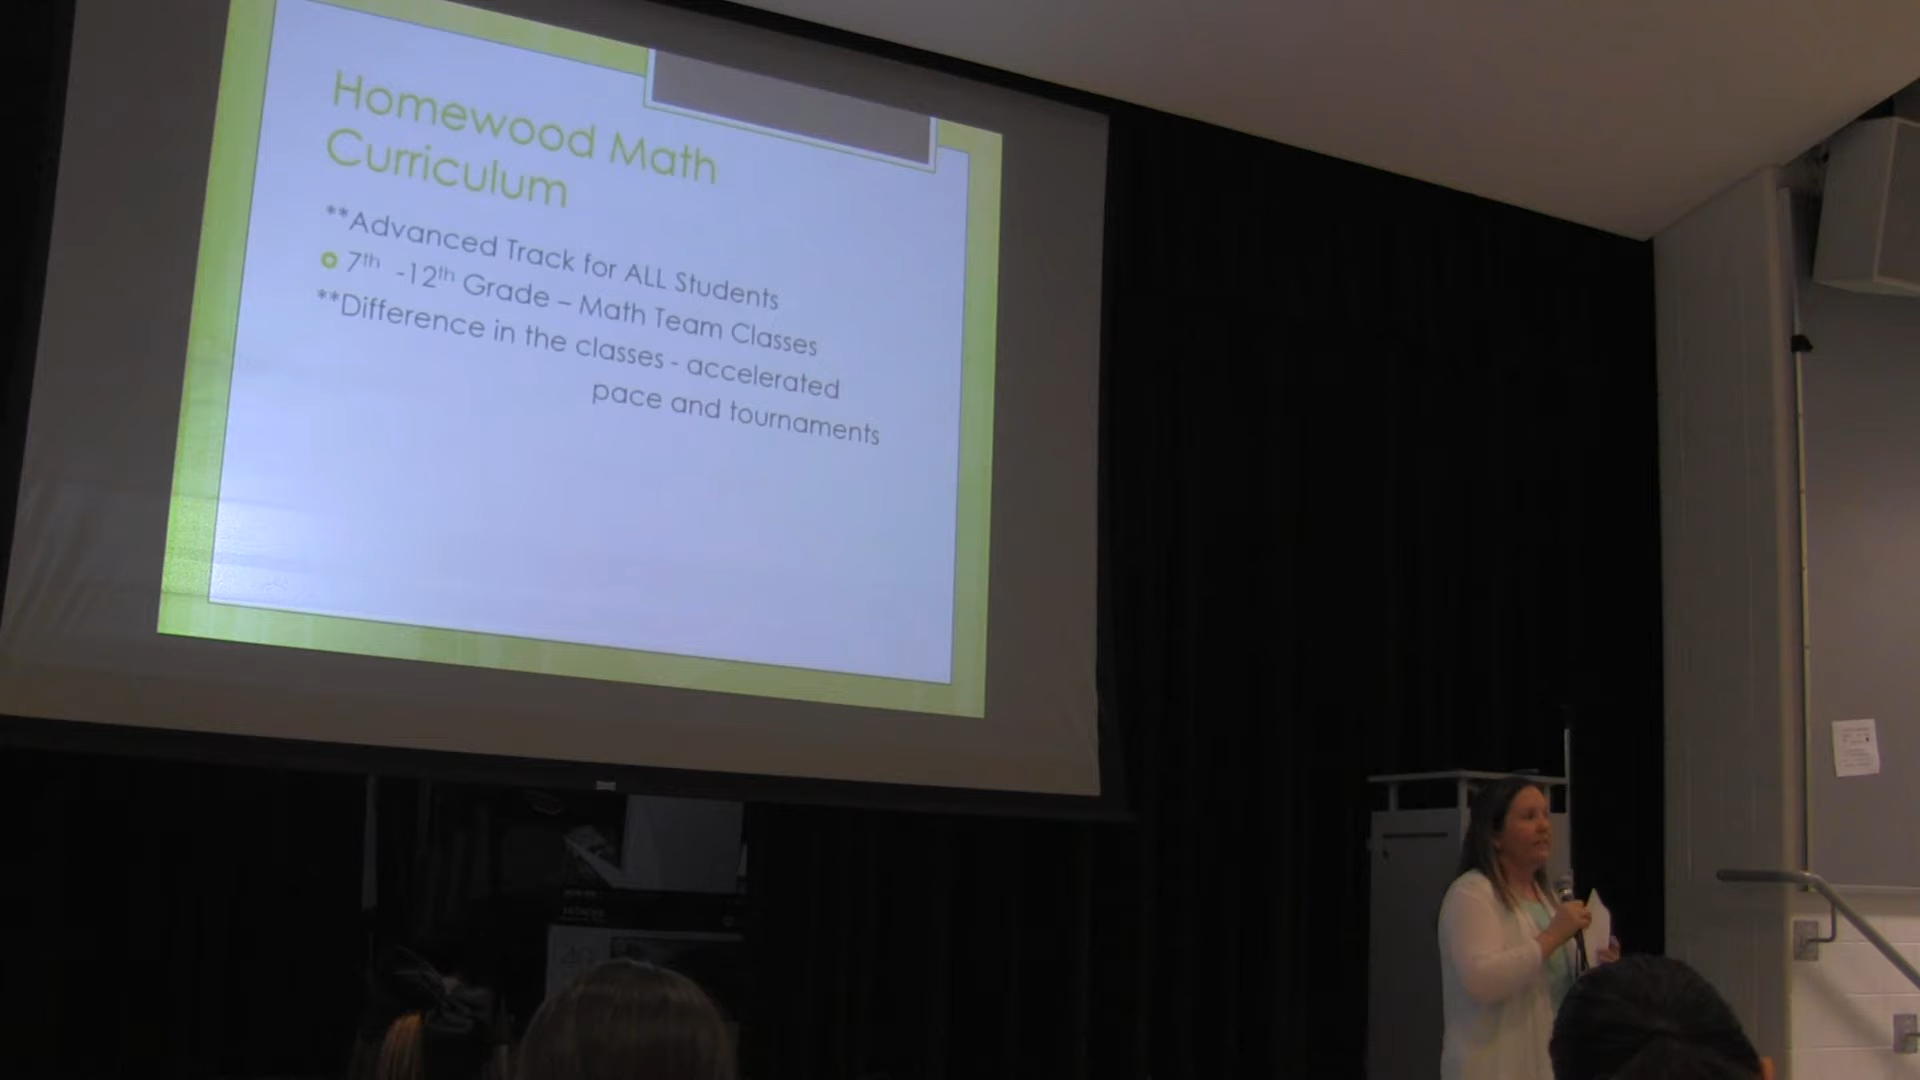 Homewood Math
Curriculum
**Advanced Track for ALL Students
7th -12th Grade – Math Team Classes
**Difference in the classes - accelerated
pace and tournaments